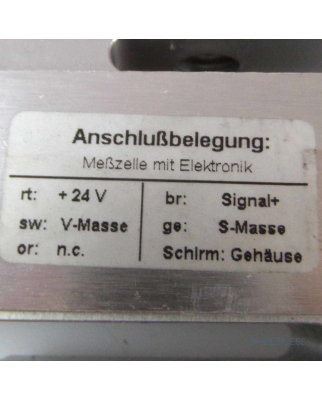 Anschlußbelegung:
Meßzelle mit Elektronik
rt: +24 V
sw: V-Masse
or: n.c.
br: Signal+
ge: S-Masse
Schirm: Gehäuse